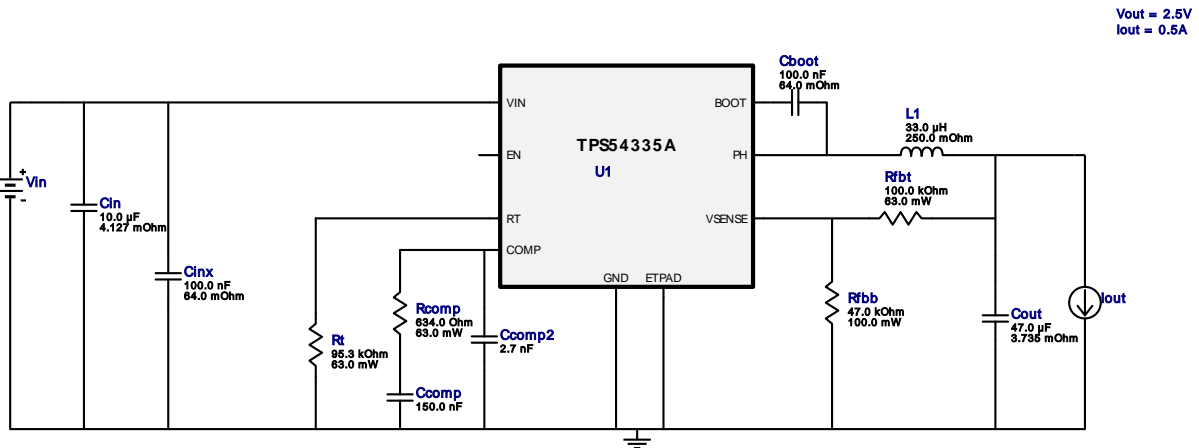 Vout = 2.5V
Iout = 0.5A
Cboot
100.0 nF
64.0 mOhm
VIN
BOOT
L1
33.0 µH
250.0 mOhm
TPS54335A
U1
EN
PH
+
Vin
-
Cin
10.0 µF
4.127 mOhm
Rfbt
100.0 kOhm
63.0 mW
RT
VSENSE
COMP
Cinx
100.0 nF
64.0 mOhm
GND
ETPAD
Rcomp
634.0 Ohm
63.0 mW
Rfbb
47.0 kOhm
100.0 mW
Iout
Cout
47.0 µF
3.735 mOhm
Rt
95.3 kOhm
63.0 mW
Ccomp2
2.7 nF
Ccomp
150.0 nF